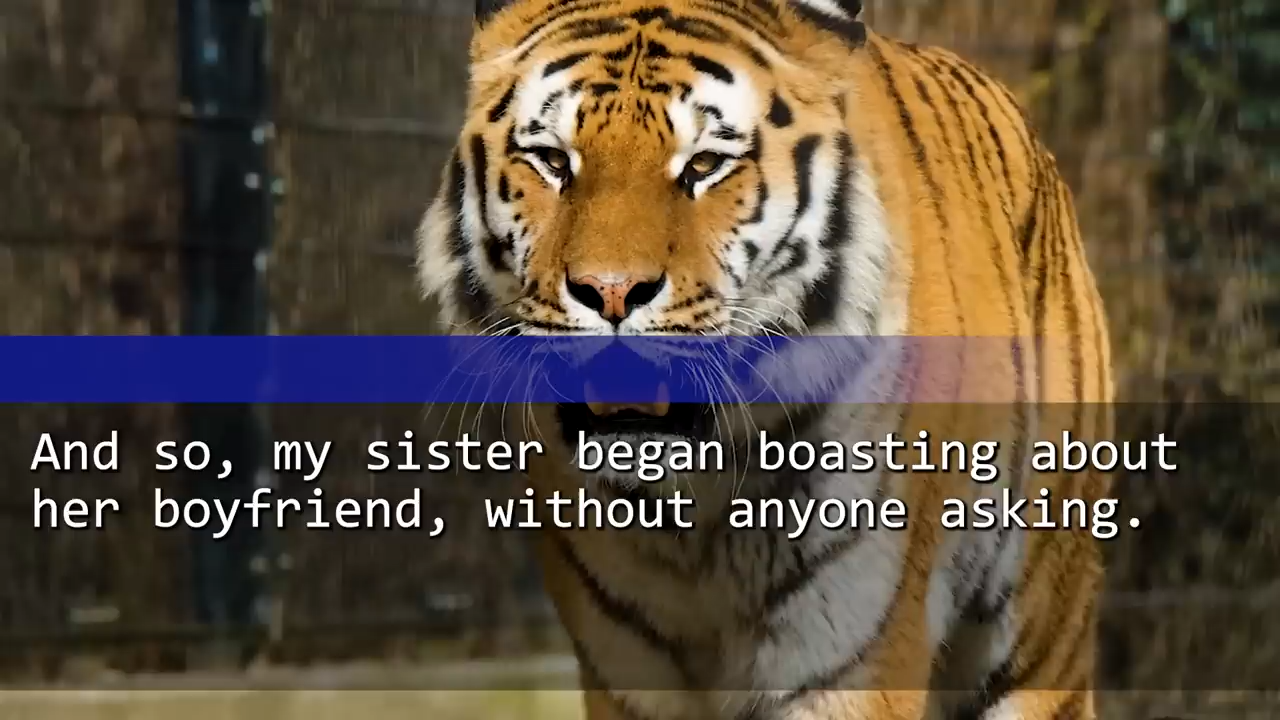 And so, my sister began boasting about
her boyfriend, without anyone asking.